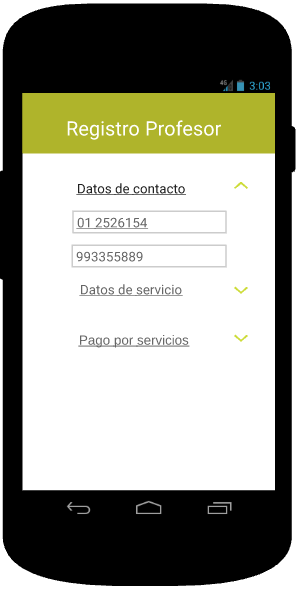 4G 3:03
Registro Profesor
Datos de contacto
01 2526154
993355889
Datos de servicio
Pago por servicios